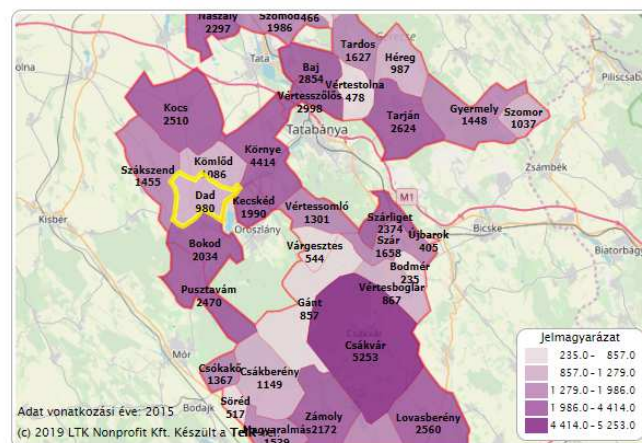 Naszály
2297
Szomód
1986
466
Tardos
1627
Héreg
987
Piliscsaba
Tata
Baj
2854
Vértestolna
478
Vértesszőlős
2998
Kocs
2510
Tatabánya
Tarján
2624
Gyermely
1448
Szomor
1037
Környe
4414
Kömlőd
1086
Szákszend
1455
Zsámbék
Dad
980
Kecskéd
1990
M1
Kisbér
Oroszlány
Vértessomló
1301
Szárliget
2374
Bicske
Újbarok
405
Biatorbágy
Bokod
2034
Várgesztes
544
Szár
1658
Bodmér
235
Pusztavám
2470
Vértesboglár
867
Gánt
857
Csákvár
Csákvár
5253
Mór
Csókakő
1367
Csákberény
1149
Söréd
517
Bodajk
Zámoly
2172
Magyaralmás
1539
Lovasberény
2560
Jelmagyarázat
235.0 - 857.0
857.0 - 1 279.0
1 279.0 - 1 986.0
1 986.0 - 4 414.0
4 414.0 - 5 253.0
Adat vonatkozási éve: 2015
(c) 2019 LTK Nonprofit Kft. Készült a